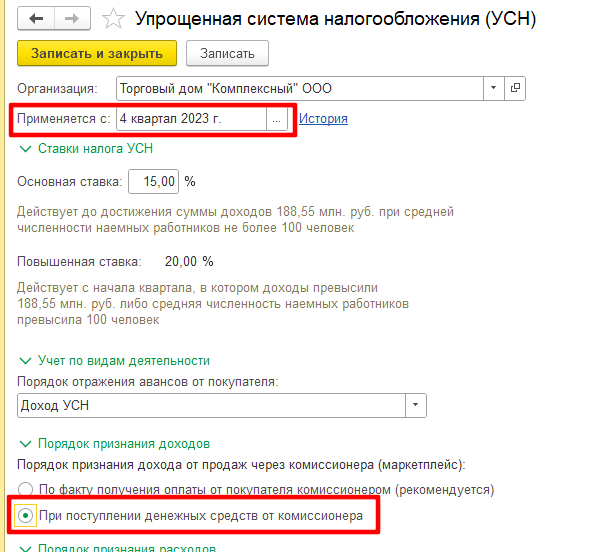 Упрощенная система налогообложения (УСН)
Записать и закрыть Записать
Организация: Торговый дом "Комплексный" ООО
Применяется с: 4 квартал 2023 г. ... История
Ставки налога УСН
Основная ставка: 15,00 %
Действует до достижения суммы доходов 188,55 млн. руб. при средней
численности наемных работников не более 100 человек
Повышенная ставка: 20,00 %
Действует с начала квартала, в котором доходы превысили
188,55 млн. руб. либо средняя численность наемных работников
превысила 100 человек
Учет по видам деятельности
Порядок отражения авансов от покупателя:
Доход УСН
Порядок признания доходов
Порядок признания дохода от продаж через комиссионера (маркетплейс):
По факту получения оплаты от покупателя комиссионером (рекомендуется)
При поступлении денежных средств от комиссионера
Порядок признания расходов